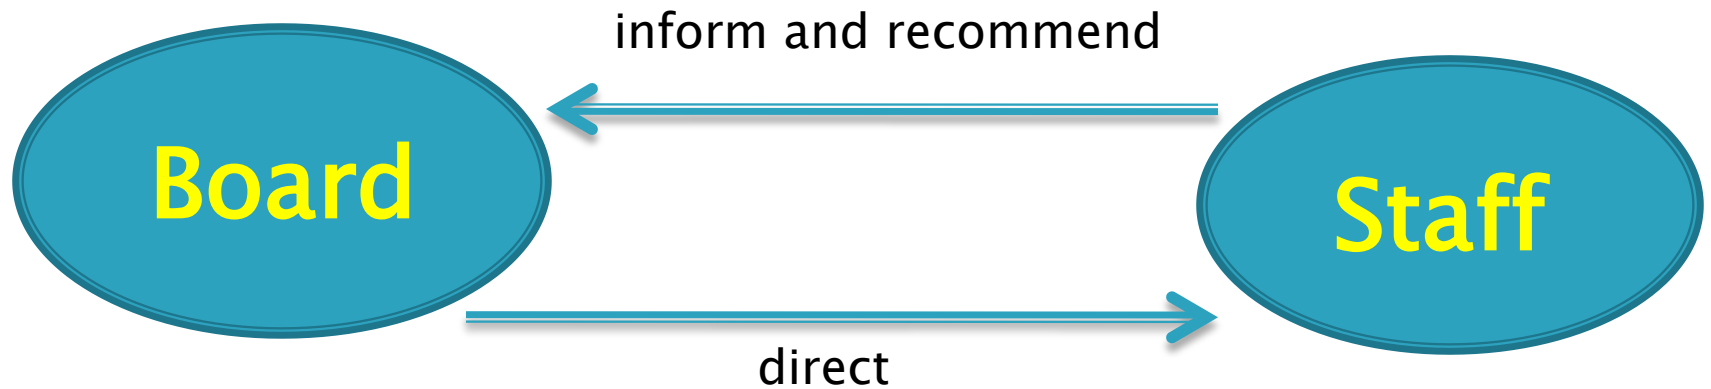 inform and recommend
Board
Staff
direct